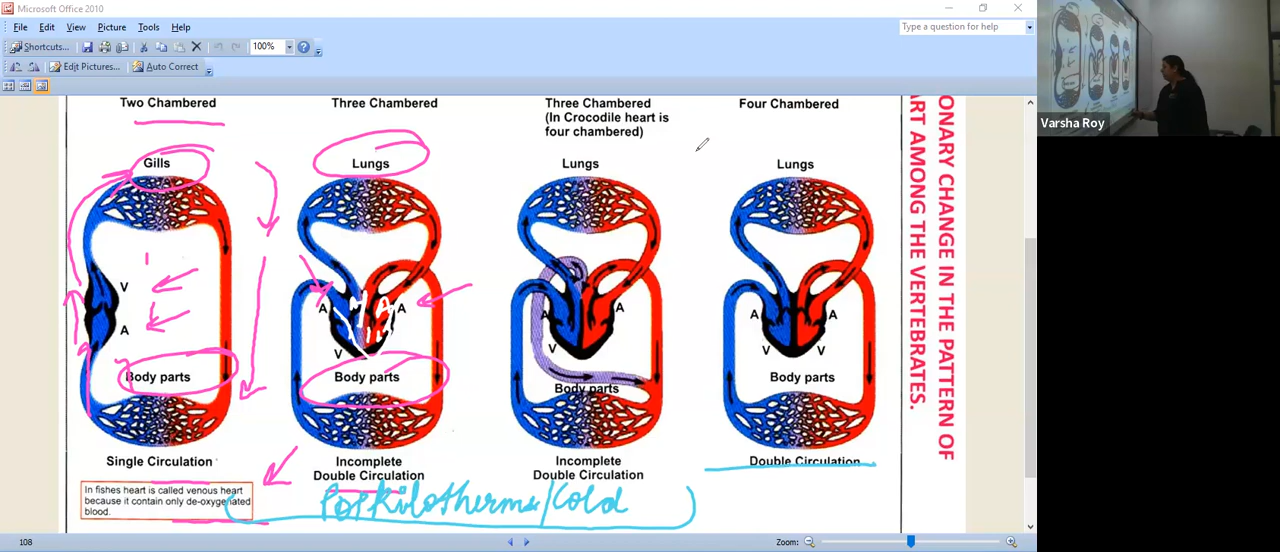 Microsoft Office 2010
File Edit View Picture Tools Help
Type a question for help
Shortcuts...
100%
Edit Pictures...
Auto Correct
Varsha Roy
Two Chambered
Three Chambered
Three Chambered
(In Crocodile heart is
four chambered)
Four Chambered
Gills
Lungs
Lungs
Lungs
V
A
Body parts
A
A
V
Body parts
A
A
V
Body parts
A
A
V
V
Body parts
Single Circulation
Incomplete
Double Circulation
Incomplete
Double Circulation
Double Circulation
In fishes heart is called venous heart
because it contain only de-oxygenated
blood.
ONARY CHANGE IN THE PATTERN OF
ART AMONG THE VERTEBRATES.
108
Zoom: